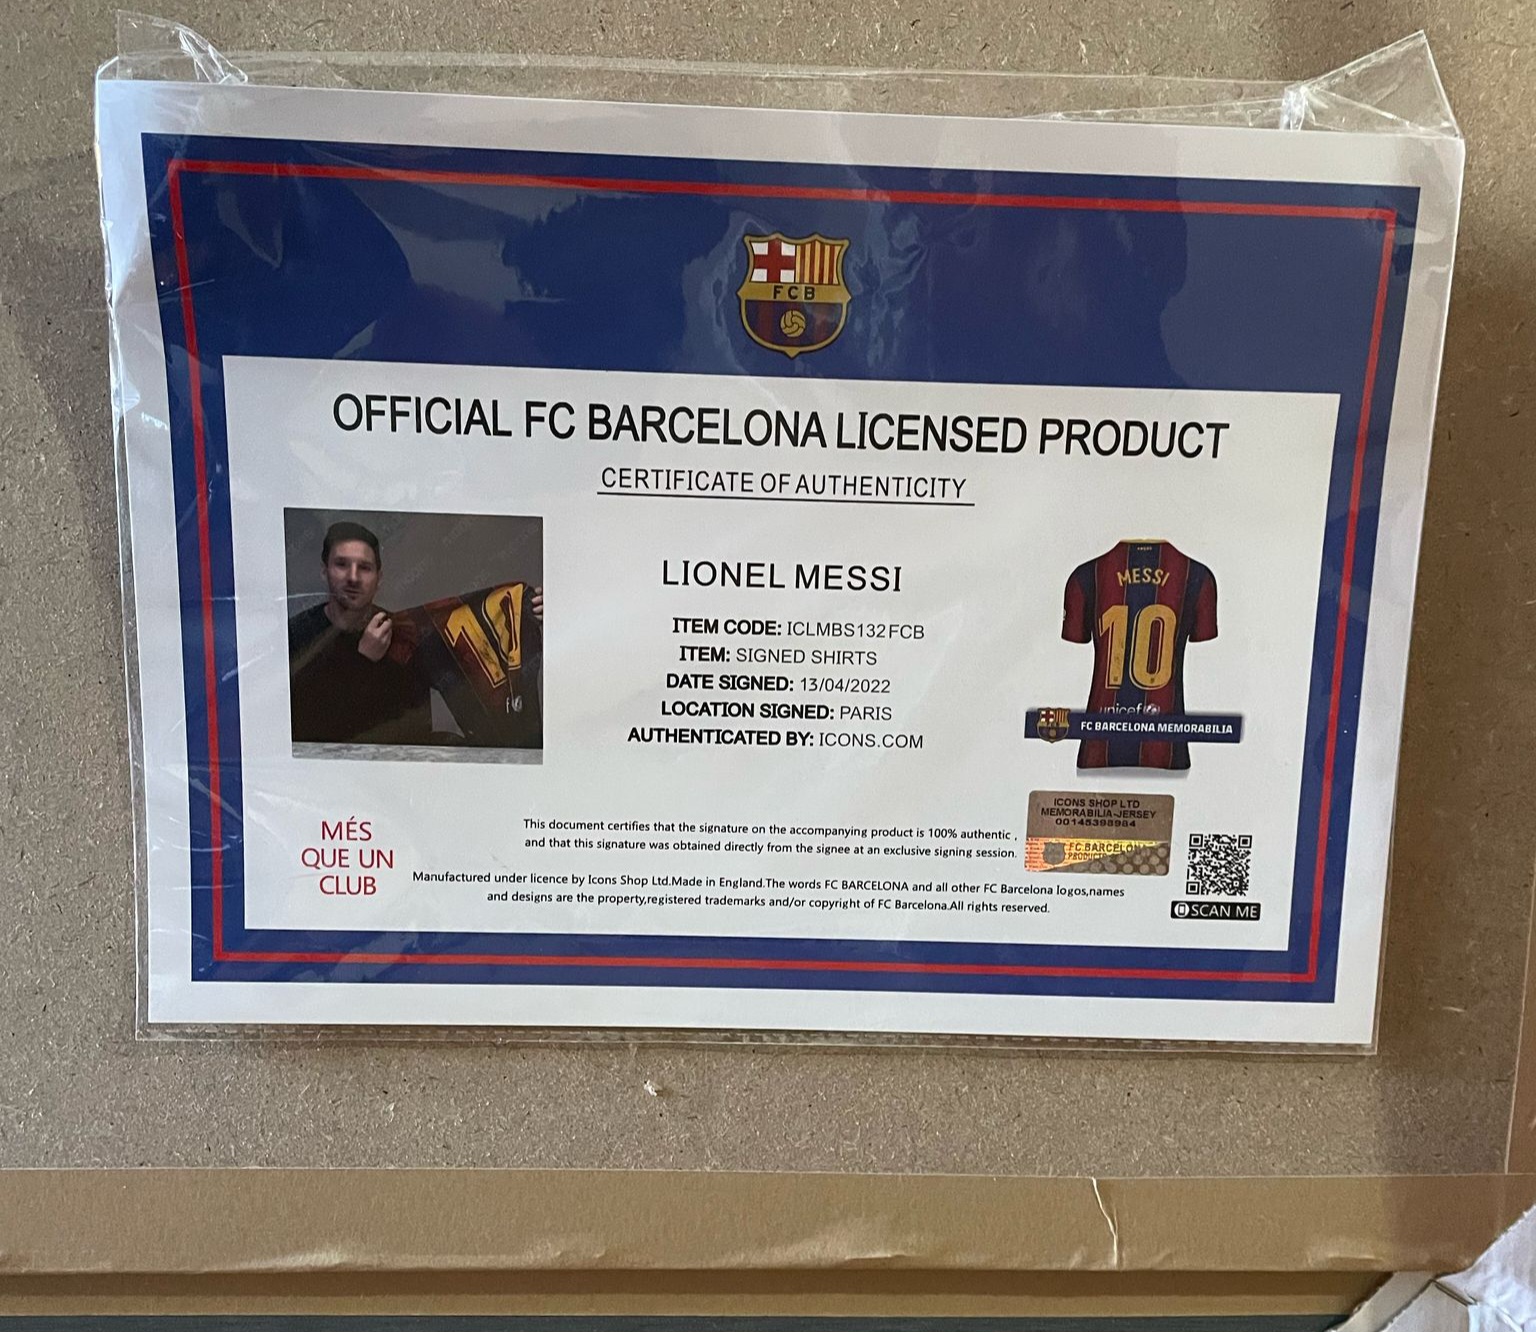 FCB
OFFICIAL FC BARCELONA LICENSED PRODUCT
CERTIFICATE OF AUTHENTICITY
LIONEL MESSI
ITEM CODE: ICLMBS132FCB
ITEM: SIGNED SHIRTS
DATE SIGNED: 13/04/2022
LOCATION SIGNED: PARIS
AUTHENTICATED BY: ICONS.COM
10
MESSI
10
unicef
FC BARCELONA MEMORABILIA
ICONS SHOP LTD
MEMORABILIA-JERSEY
00145398984
FC BARCELONA
MÉS
QUE UN
CLUB
This document certifies that the signature on the accompanying product is 100% authentic ,
and that this signature was obtained directly from the signee at an exclusive signing session.
Manufactured under licence by Icons Shop Ltd.Made in England.The words FC BARCELONA and all other FC Barcelona logos,names
and designs are the property,registered trademarks and/or copyright of FC Barcelona.All rights reserved.
SCAN ME